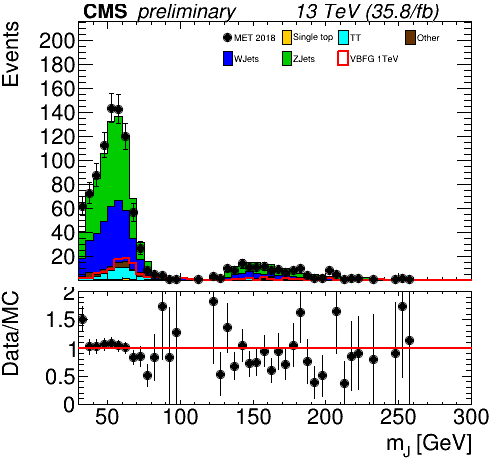 CMS preliminary 13 TeV (35.8/fb)
Events
MET 2018 Single top TT Other
WJets ZJets VBFG 1TeV
200
180
160
140
120
100
80
60
40
20
Data/MC
2
1.5
1
0.5
0
50 100 150 200 250 300
m_J [GeV]